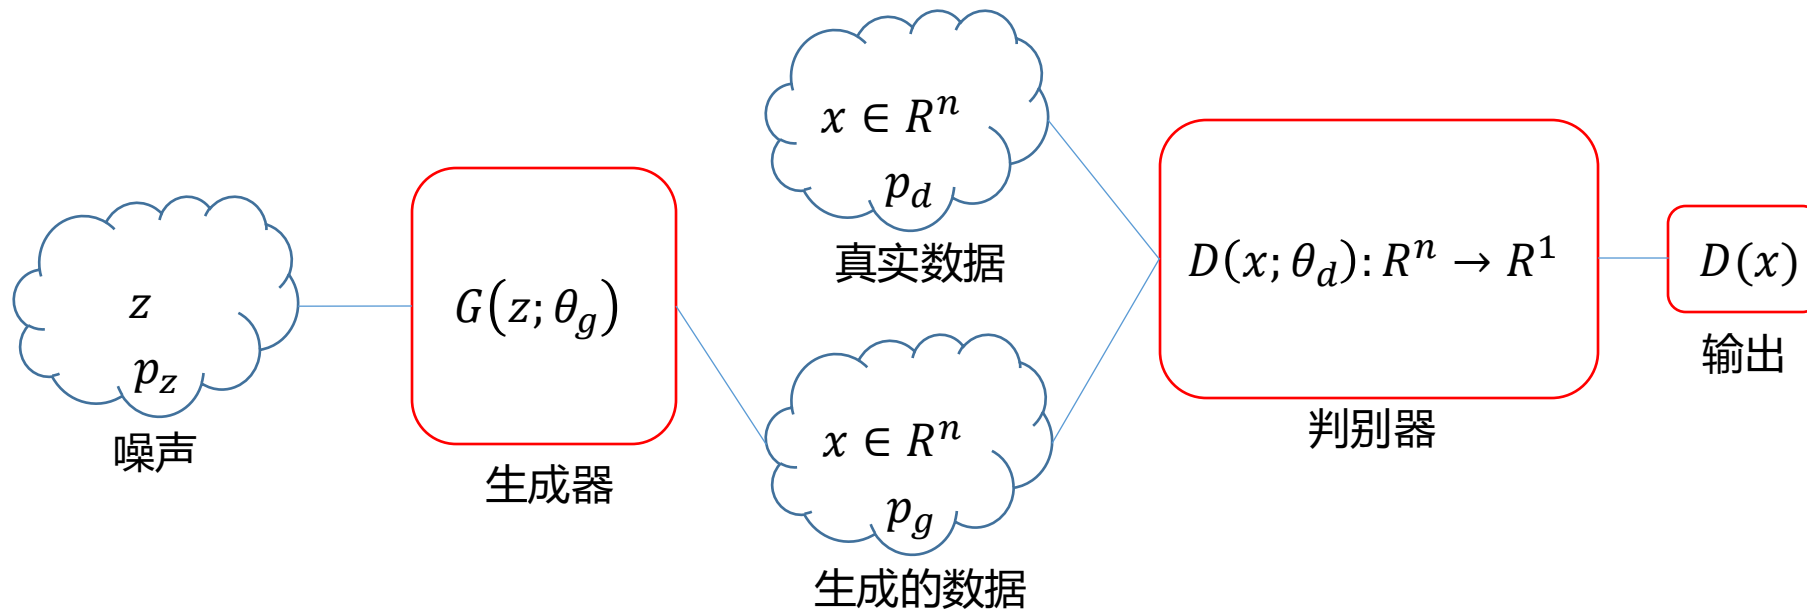 z
p_z
噪声
G(z; θ_g)
生成器
x ∈ R^n
p_d
真实数据
x ∈ R^n
p_g
生成的数据
D(x; θ_d): R^n → R^1
判别器
D(x)
输出